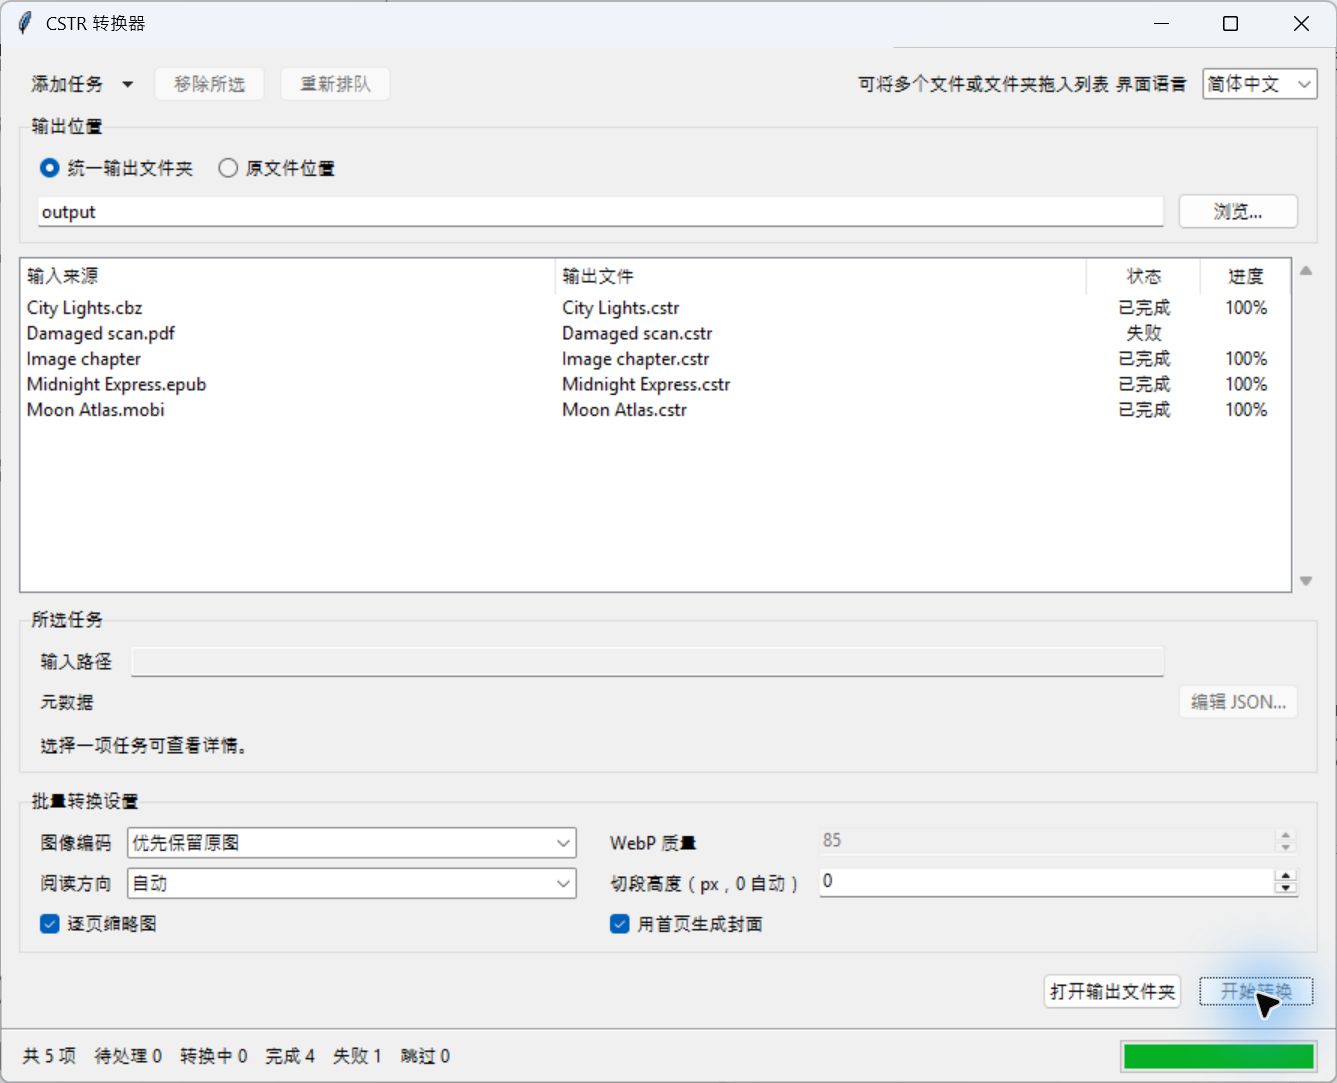 CSTR 转换器
添加任务 移除所选 重新排队 可将多个文件或文件夹拖入列表 界面语言 简体中文
输出位置
统一输出文件夹 原文件位置
output 浏览...
输入来源 输出文件 状态 进度
City Lights.cbz City Lights.cstr 已完成 100%
Damaged scan.pdf Damaged scan.cstr 失败
Image chapter Image chapter.cstr 已完成 100%
Midnight Express.epub Midnight Express.cstr 已完成 100%
Moon Atlas.mobi Moon Atlas.cstr 已完成 100%
所选任务
输入路径
元数据 编辑 JSON...
选择一项任务可查看详情。
批量转换设置
图像编码 优先保留原图 WebP 质量 85
阅读方向 自动 切段高度（px，0 自动） 0
逐页缩略图 用首页生成封面
打开输出文件夹 开始转换
共 5 项 待处理 0 转换中 0 完成 4 失败 1 跳过 0